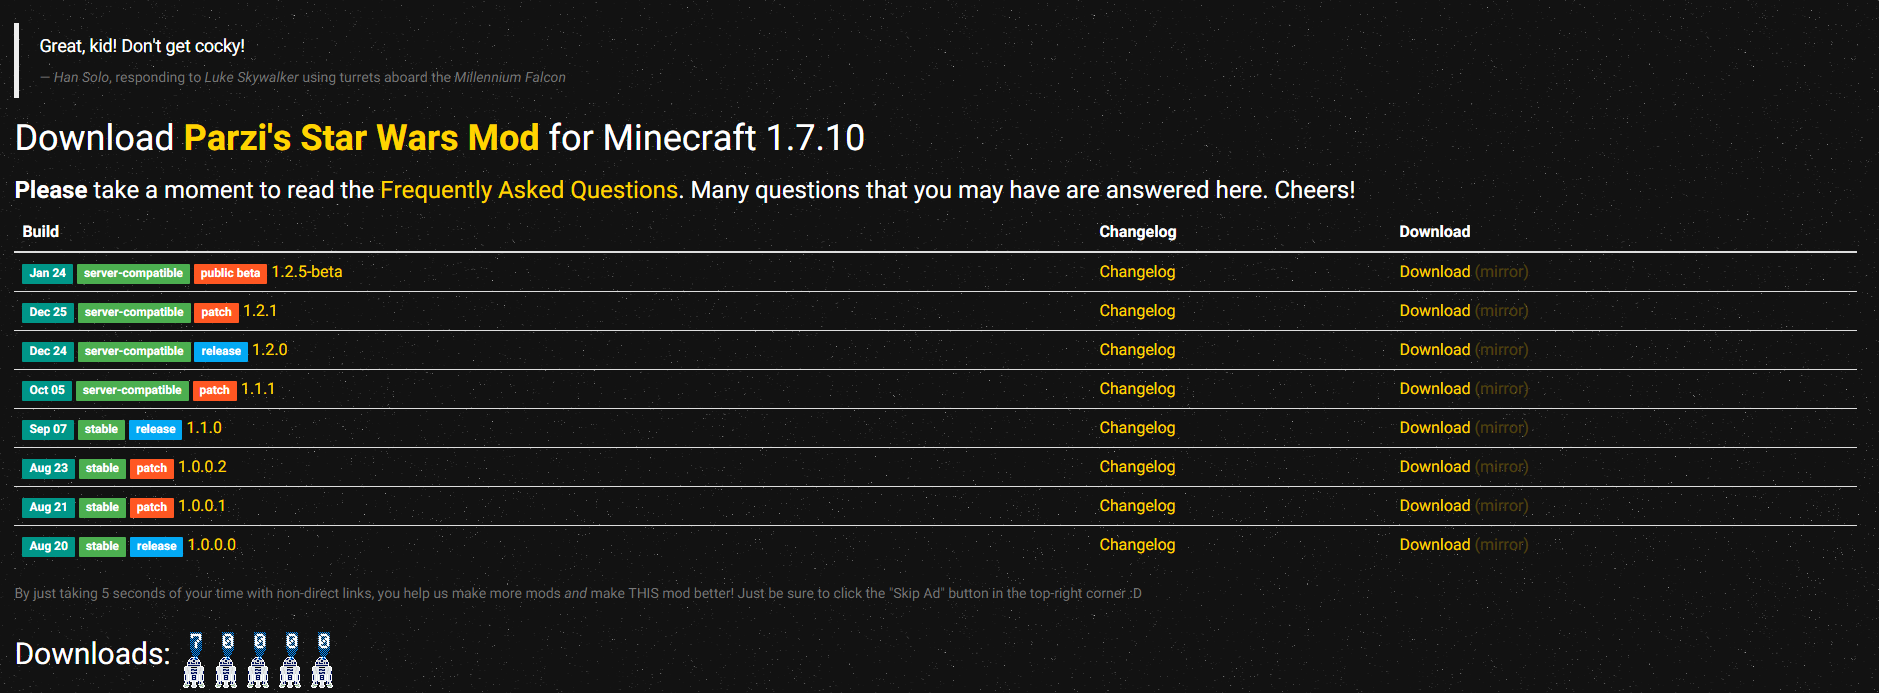 Great, kid! Don't get cocky!
— Han Solo, responding to Luke Skywalker using turrets aboard the Millennium Falcon
Download Parzi's Star Wars Mod for Minecraft 1.7.10
Please take a moment to read the Frequently Asked Questions. Many questions that you may have are answered here. Cheers!
Build Changelog Download
Jan 24 server-compatible public beta 1.2.5-beta Changelog Download (mirror)
Dec 25 server-compatible patch 1.2.1 Changelog Download (mirror)
Dec 24 server-compatible release 1.2.0 Changelog Download (mirror)
Oct 05 server-compatible patch 1.1.1 Changelog Download (mirror)
Sep 07 stable release 1.1.0 Changelog Download (mirror)
Aug 23 stable patch 1.0.0.2 Changelog Download (mirror)
Aug 21 stable patch 1.0.0.1 Changelog Download (mirror)
Aug 20 stable release 1.0.0.0 Changelog Download (mirror)
By just taking 5 seconds of your time with non-direct links, you help us make more mods and make THIS mod better! Just be sure to click the "Skip Ad" button in the top-right corner :D
Downloads: